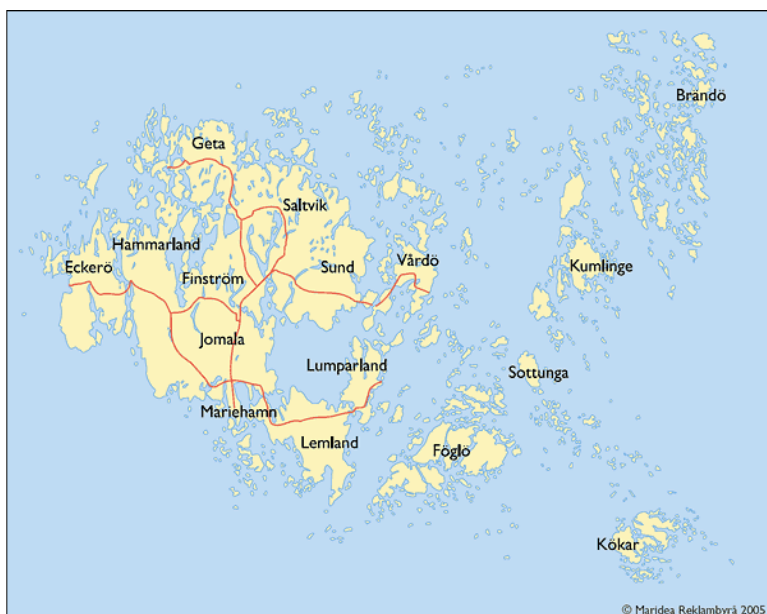 Brändö
Geta
Saltvik
Hammarland
Eckerö
Finström
Sund
Vårdö
Kumlinge
Jomala
Lumparland
Sottunga
Mariehamn
Lemland
Föglö
Kökar
© Maridea Reklambyrå 2005